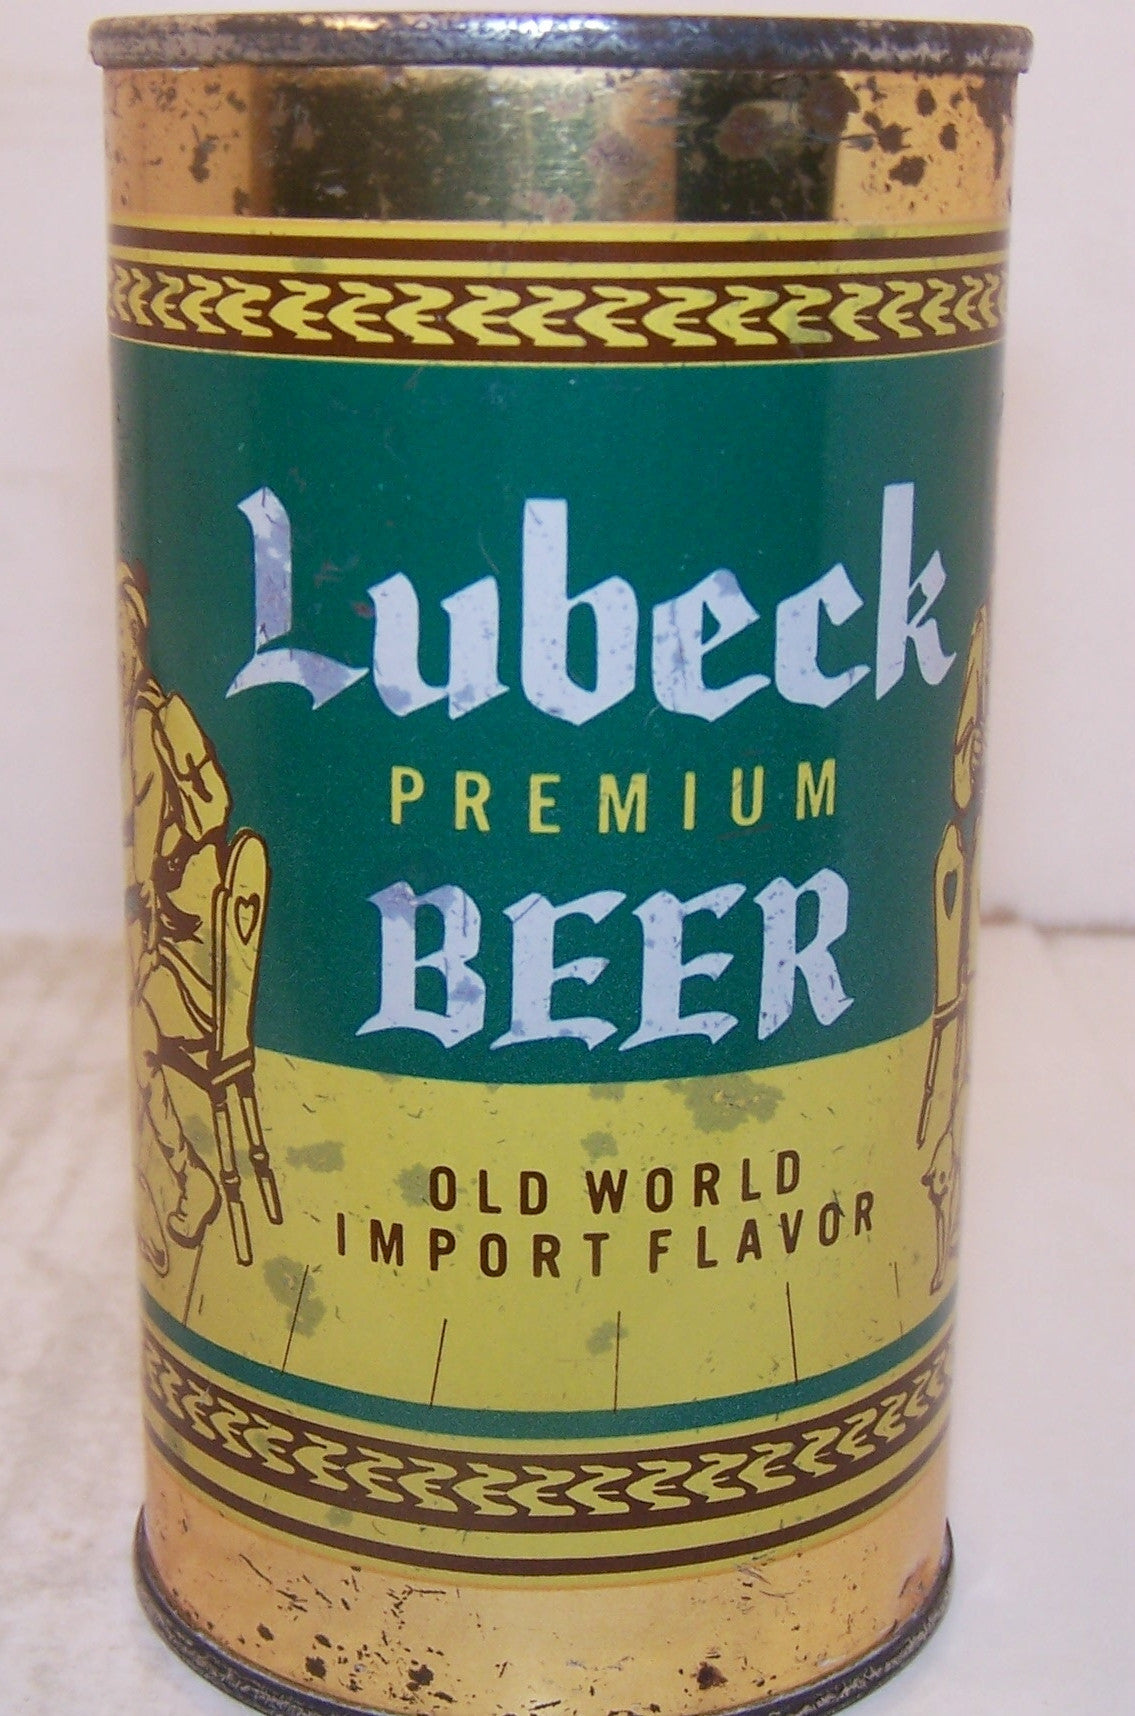 Lubeck
PREMIUM
BEER
OLD WORLD
IMPORT FLAVOR